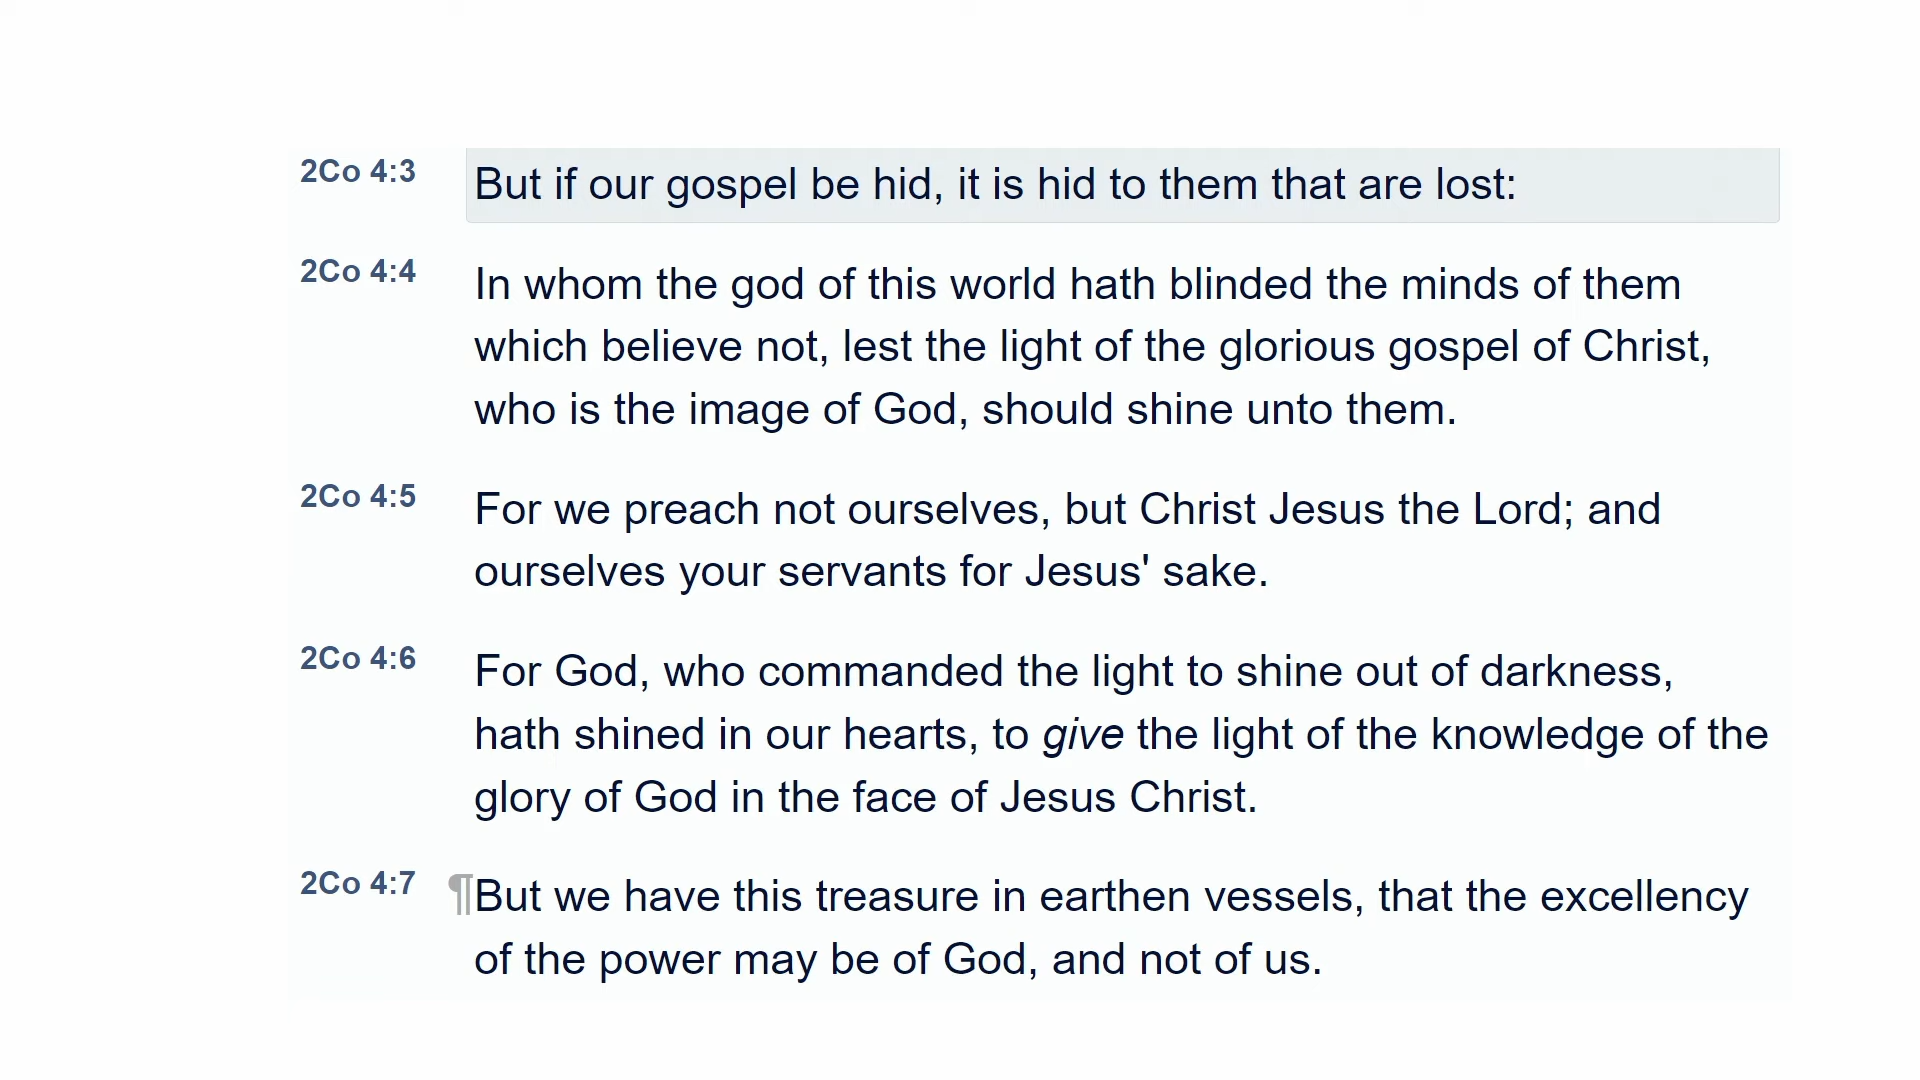 2Co 4:3 But if our gospel be hid, it is hid to them that are lost:
2Co 4:4 In whom the god of this world hath blinded the minds of them
which believe not, lest the light of the glorious gospel of Christ,
who is the image of God, should shine unto them.
2Co 4:5 For we preach not ourselves, but Christ Jesus the Lord; and
ourselves your servants for Jesus' sake.
2Co 4:6 For God, who commanded the light to shine out of darkness,
hath shined in our hearts, to give the light of the knowledge of the
glory of God in the face of Jesus Christ.
2Co 4:7 ¶But we have this treasure in earthen vessels, that the excellency
of the power may be of God, and not of us.